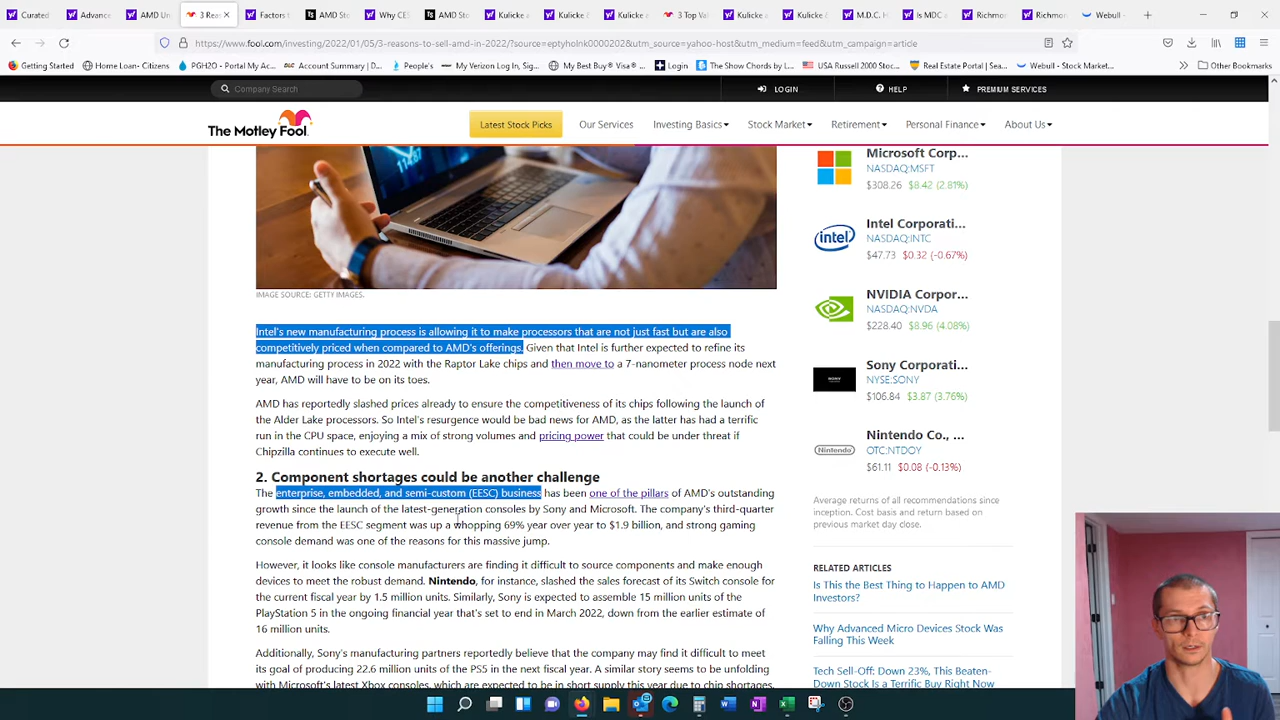 Curated
Advance
AMD Un
3 Reas
Factors t
AMD Sto
Why CES
AMD Sto
Kulicke a
Kulicke &
Kulicke a
3 Top Val
Kulicke a
Kulicke &
M.D.C. H
Is MDC a
Richmon
Richmon
Webull -
https://www.fool.com/investing/2022/01/05/3-reasons-to-sell-amd-in-2022/?source=eptyholnk0000202&utm_source=yahoo-host&utm_medium=feed&utm_campaign=article
Getting Started
Home Loan- Citizens
PGH2O - Portal My Ac...
Account Summary | D...
People's
My Verizon Log In, Sig...
My Best Buy® Visa® ...
Login
The Show Chords by L...
USA Russell 2000 Stoc...
Real Estate Portal | Sea...
Webull - Stock Market...
Other Bookmarks
Company Search
LOGIN
HELP
PREMIUM SERVICES
The Motley Fool.
Latest Stock Picks
Our Services
Investing Basics
Stock Market
Retirement
Personal Finance
About Us
IMAGE SOURCE: GETTY IMAGES.
Intel's new manufacturing process is allowing it to make processors that are not just fast but are also
competitively priced when compared to AMD's offerings. Given that Intel is further expected to refine its
manufacturing process in 2022 with the Raptor Lake chips and then move to a 7-nanometer process node next
year, AMD will have to be on its toes.
AMD has reportedly slashed prices already to ensure the competitiveness of its chips following the launch of
the Alder Lake processors. So Intel's resurgence would be bad news for AMD, as the latter has had a terrific
run in the CPU space, enjoying a mix of strong volumes and pricing power that could be under threat if
Chipzilla continues to execute well.
2. Component shortages could be another challenge
The enterprise, embedded, and semi-custom (EESC) business has been one of the pillars of AMD's outstanding
growth since the launch of the latest-generation consoles by Sony and Microsoft. The company's third-quarter
revenue from the EESC segment was up a whopping 69% year over year to $1.9 billion, and strong gaming
console demand was one of the reasons for this massive jump.
However, it looks like console manufacturers are finding it difficult to source components and make enough
devices to meet the robust demand. Nintendo, for instance, slashed the sales forecast of its Switch console for
the current fiscal year by 1.5 million units. Similarly, Sony is expected to assemble 15 million units of the
PlayStation 5 in the ongoing financial year that's set to end in March 2022, down from the earlier estimate of
16 million units.
Additionally, Sony's manufacturing partners reportedly believe that the company may find it difficult to meet
its goal of producing 22.6 million units of the PS5 in the next fiscal year. A similar story seems to be unfolding
with Microsoft's latest Xbox consoles, which are expected to be in short supply this year due to chip shortages.
Microsoft Corp...
NASDAQ:MSFT
$308.26 $8.42 (2.81%)
intel
Intel Corporati...
NASDAQ:INTC
$47.73 $0.32 (-0.67%)
NVIDIA Corpor...
NASDAQ:NVDA
$228.40 $8.96 (4.08%)
SONY
Sony Corporati...
NYSE:SONY
$106.84 $3.87 (3.76%)
Nintendo
Nintendo Co., ...
OTC:NTDOY
$61.11 $0.08 (-0.13%)
Average returns of all recommendations since
inception. Cost basis and return based on
previous market day close.
RELATED ARTICLES
Is This the Best Thing to Happen to AMD
Investors?
Why Advanced Micro Devices Stock Was
Falling This Week
Tech Sell-Off: Down 23%, This Beaten-
Down Stock Is a Terrific Buy Right Now